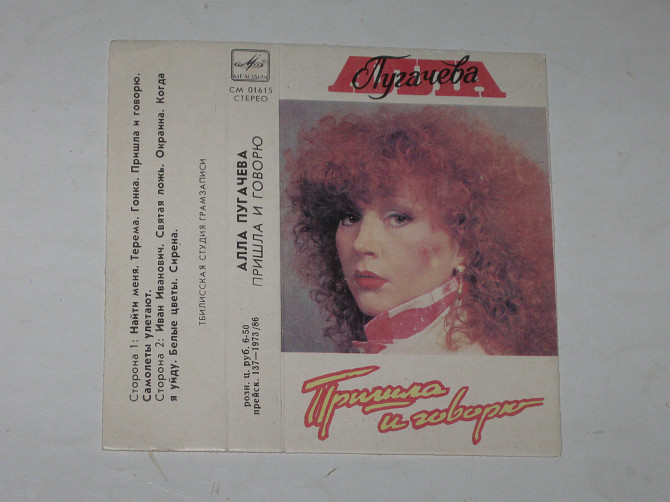 Сторона 1: Найти меня. Терема. Гонка. Пришла и говорю.
Самолеты улетают.
Сторона 2: Иван Иванович. Святая ложь. Окраина. Когда
я уйду. Белые цветы. Сирена.
ТБИЛИССКАЯ СТУДИЯ ГРАМЗАПИСИ
МЕЛОДИЯ
СМ 01615
СТЕРЕО
АЛЛА ПУГАЧЕВА
ПРИШЛА И ГОВОРЮ
розн. ц. руб. 6-50
прейск. 137—1973/86
АЛЛА
Пугачева
Пришла
и говорю